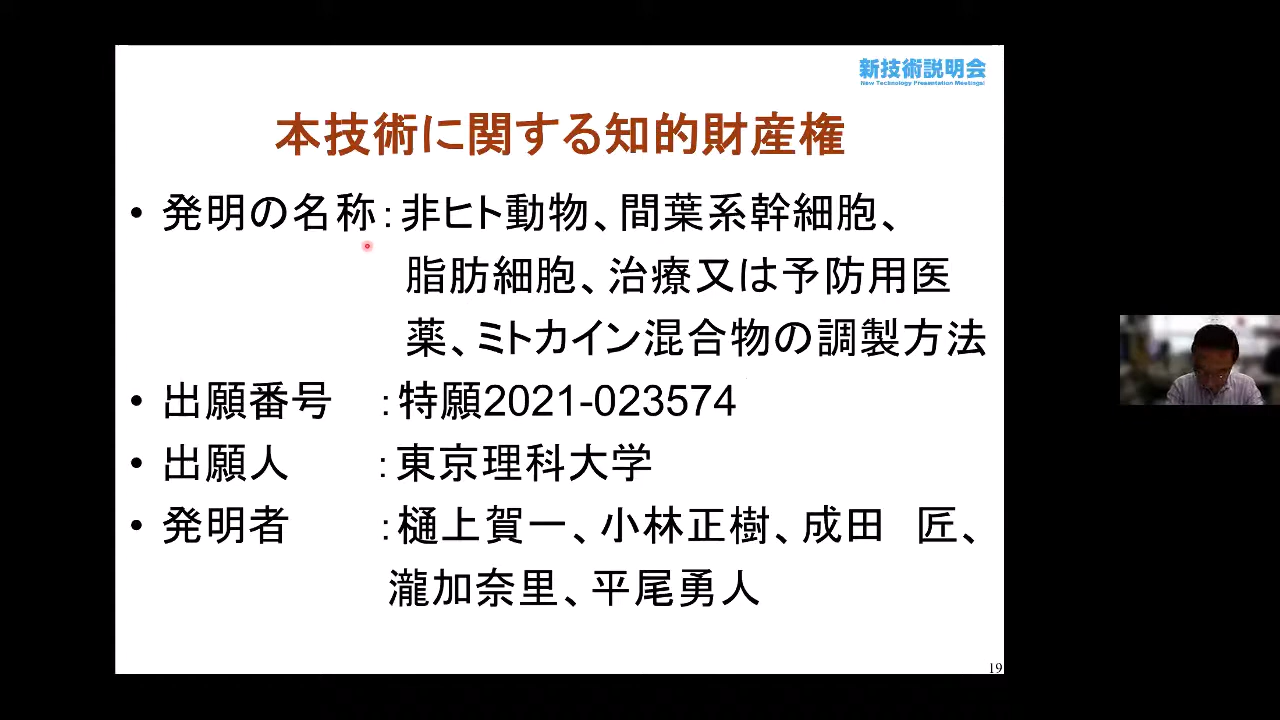 新技術説明会
New Technology Presentation Meetings!
本技術に関する知的財産権
• 発明の名称：非ヒト動物、間葉系幹細胞、
脂肪細胞、治療又は予防用医
薬、ミトカイン混合物の調製方法
• 出願番号　：特願2021-023574
• 出願人　　：東京理科大学
• 発明者　　：樋上賀一、小林正樹、成田　匠、
瀧加奈里、平尾勇人
19